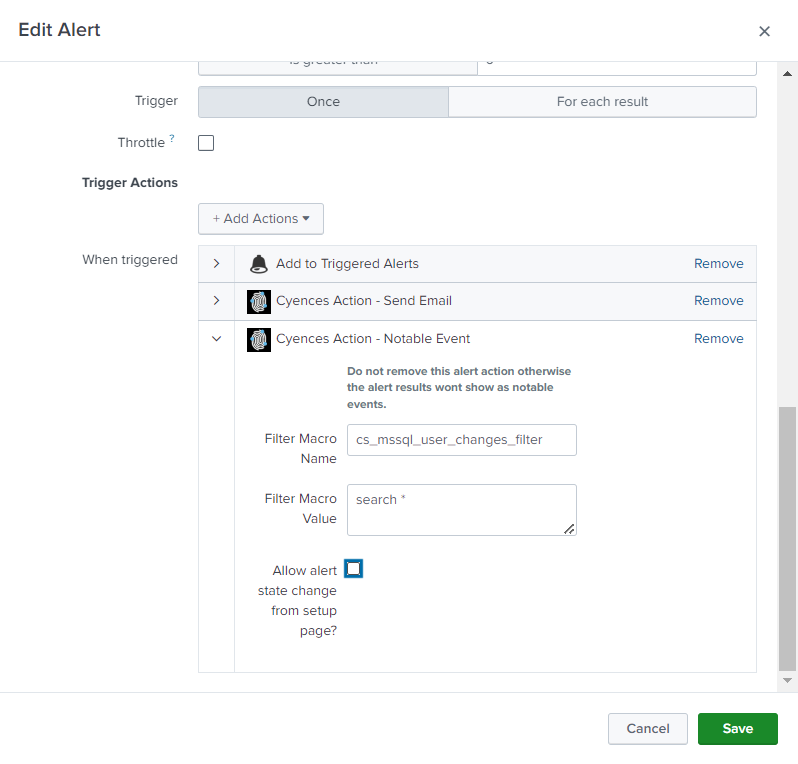 Edit Alert
is greater than
Trigger
Once
For each result
Throttle ?
Trigger Actions
+ Add Actions
When triggered
Add to Triggered Alerts
Remove
Cyences Action - Send Email
Remove
Cyences Action - Notable Event
Remove
Do not remove this alert action otherwise
the alert results wont show as notable
events.
Filter Macro
Name
cs_mssql_user_changes_filter
Filter Macro
Value
search *
Allow alert
state change
from setup
page?
Cancel
Save